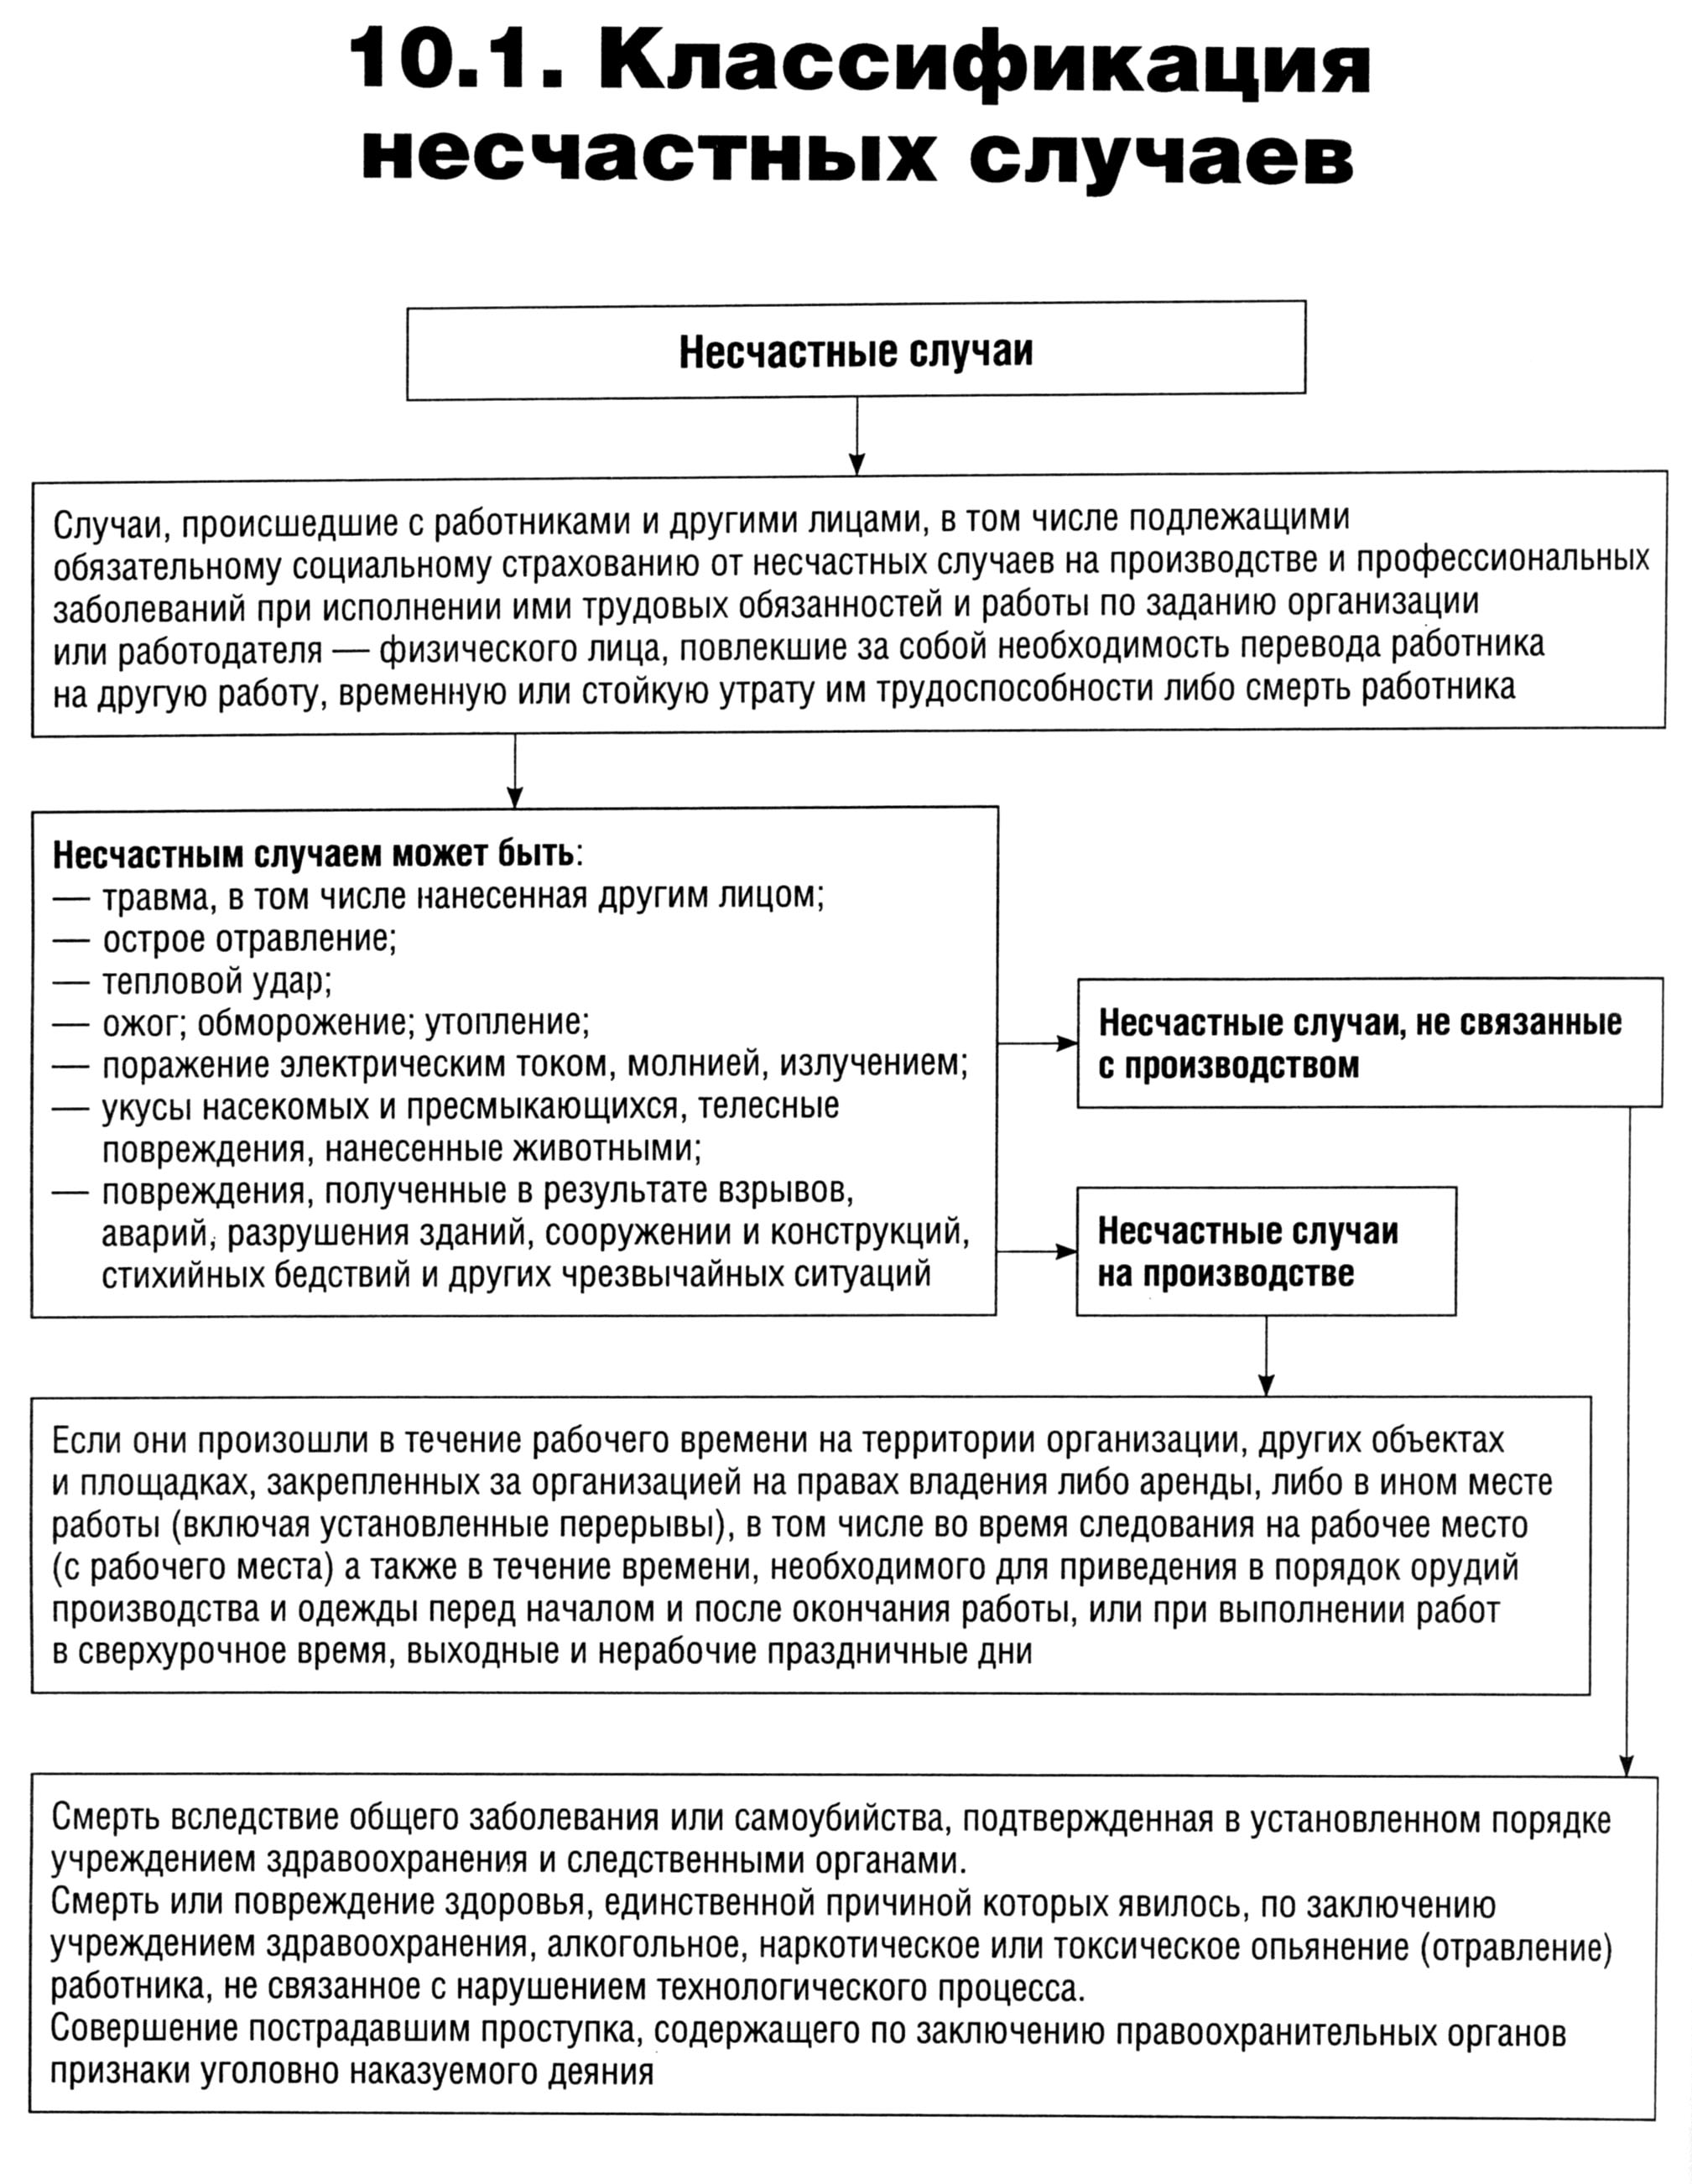 10.1. Классификация
несчастных случаев
Несчастные случаи
Случаи, происшедшие с работниками и другими лицами, в том числе подлежащими
обязательному социальному страхованию от несчастных случаев на производстве и профессиональных
заболеваний при исполнении ими трудовых обязанностей и работы по заданию организации
или работодателя — физического лица, повлекшие за собой необходимость перевода работника
на другую работу, временную или стойкую утрату им трудоспособности либо смерть работника
Несчастным случаем может быть:
— травма, в том числе нанесенная другим лицом;
— острое отравление;
— тепловой удар;
— ожог; обморожение; утопление;
— поражение электрическим током, молнией, излучением;
— укусы насекомых и пресмыкающихся, телесные
повреждения, нанесенные животными;
— повреждения, полученные в результате взрывов,
аварий, разрушения зданий, сооружении и конструкций,
стихийных бедствий и других чрезвычайных ситуаций
Несчастные случаи, не связанные
с производством
Несчастные случаи
на производстве
Если они произошли в течение рабочего времени на территории организации, других объектах
и площадках, закрепленных за организацией на правах владения либо аренды, либо в ином месте
работы (включая установленные перерывы), в том числе во время следования на рабочее место
(с рабочего места) а также в течение времени, необходимого для приведения в порядок орудий
производства и одежды перед началом и после окончания работы, или при выполнении работ
в сверхурочное время, выходные и нерабочие праздничные дни
Смерть вследствие общего заболевания или самоубийства, подтвержденная в установленном порядке
учреждением здравоохранения и следственными органами.
Смерть или повреждение здоровья, единственной причиной которых явилось, по заключению
учреждением здравоохранения, алкогольное, наркотическое или токсическое опьянение (отравление)
работника, не связанное с нарушением технологического процесса.
Совершение пострадавшим проступка, содержащего по заключению правоохранительных органов
признаки уголовно наказуемого деяния